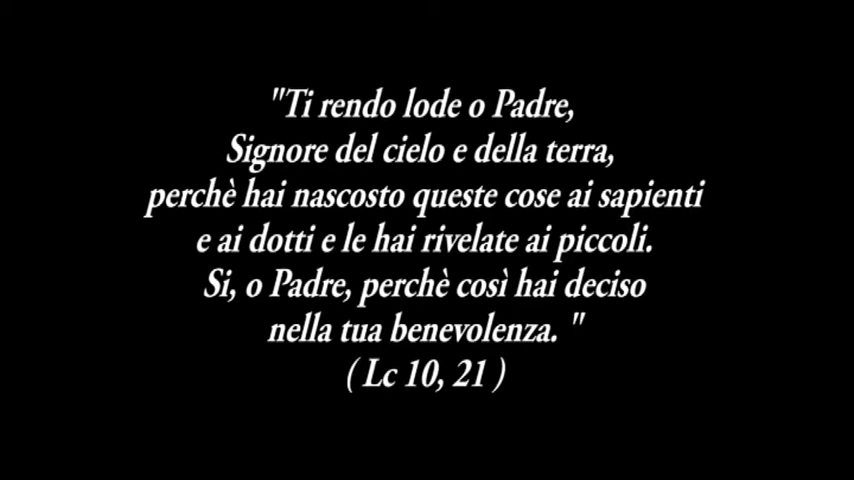 "Ti rendo lode o Padre,
Signore del cielo e della terra,
perchè hai nascosto queste cose ai sapienti
e ai dotti e le hai rivelate ai piccoli.
Si, o Padre, perchè così hai deciso
nella tua benevolenza. "
( Lc 10, 21 )